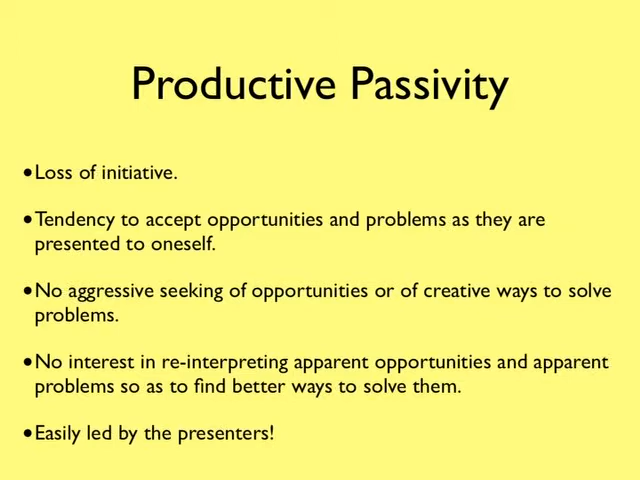 Productive Passivity
•Loss of initiative.
•Tendency to accept opportunities and problems as they are
presented to oneself.
•No aggressive seeking of opportunities or of creative ways to solve
problems.
•No interest in re-interpreting apparent opportunities and apparent
problems so as to find better ways to solve them.
•Easily led by the presenters!